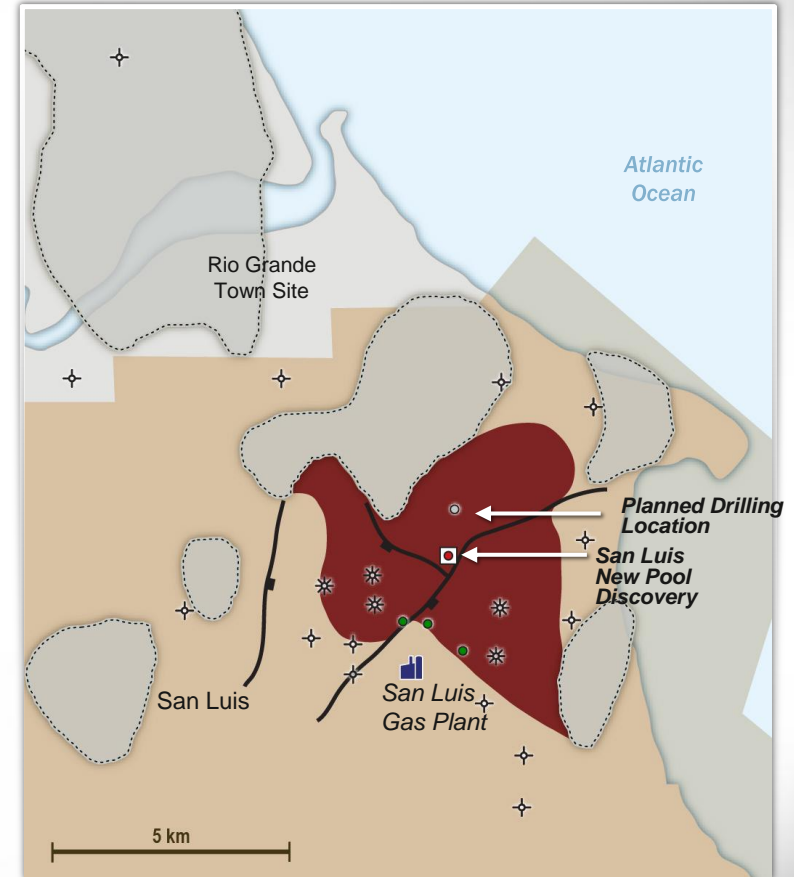 Atlantic
Ocean
Rio Grande
Town Site
Planned Drilling
Location
San Luis
New Pool
Discovery
San Luis
San Luis
Gas Plant
5 km